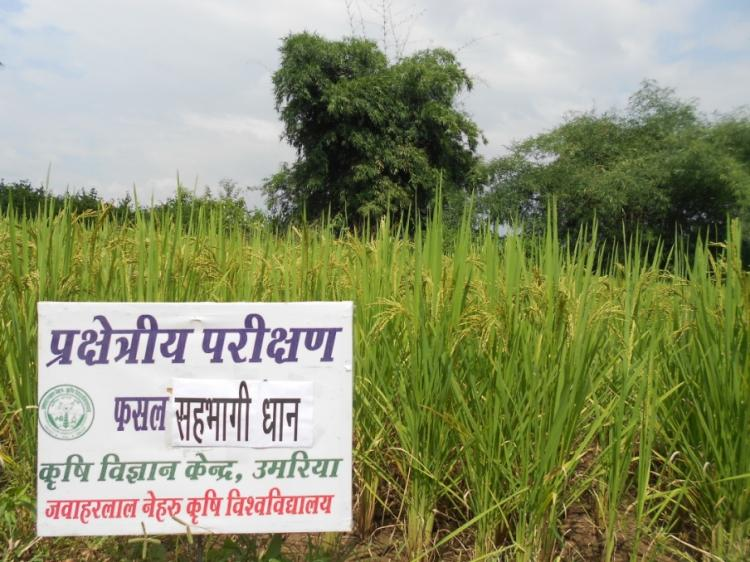 प्रक्षेत्रीय परीक्षण
फसल सहभागी धान
कृषि विज्ञान केन्द्र, उमरिया
जवाहरलाल नेहरु कृषि विश्वविद्यालय